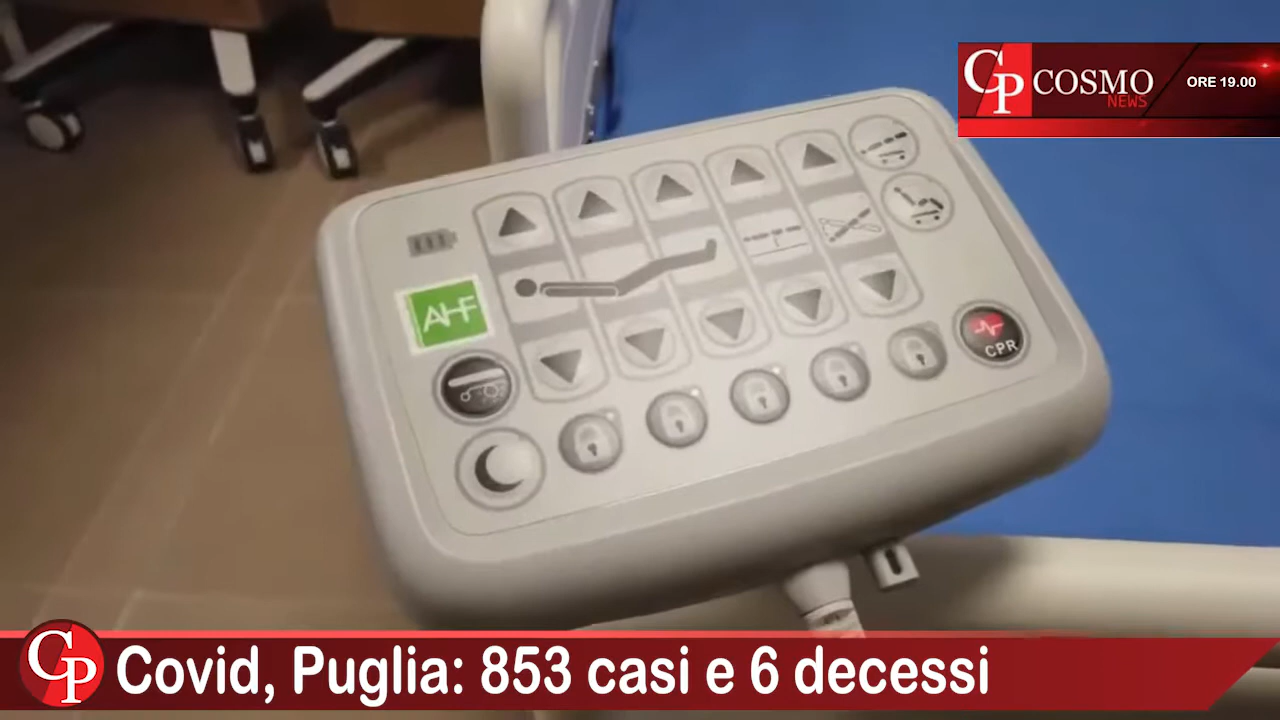 CP COSMO
NEWS
ORE 19.00
AHF
CPR
CP Covid, Puglia: 853 casi e 6 decessi